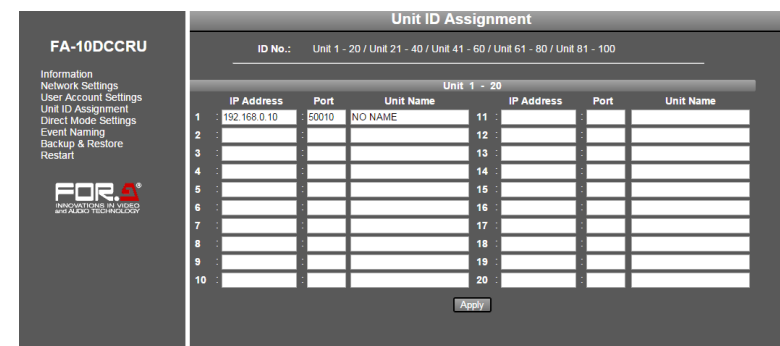 Unit ID Assignment
FA-10DCCRU
ID No.: Unit 1 - 20 / Unit 21 - 40 / Unit 41 - 60 / Unit 61 - 80 / Unit 81 - 100
Information
Network Settings
User Account Settings
Unit ID Assignment
Direct Mode Settings
Event Naming
Backup & Restore
Restart
FOR.A®
INNOVATIONS IN VIDEO
and AUDIO TECHNOLOGY
Unit 1 - 20
IP Address Port Unit Name IP Address Port Unit Name
1 : 192.168.0.10 : 50010 NO NAME 11 : :
2 : : 12 : :
3 : : 13 : :
4 : : 14 : :
5 : : 15 : :
6 : : 16 : :
7 : : 17 : :
8 : : 18 : :
9 : : 19 : :
10 : : 20 : :
Apply